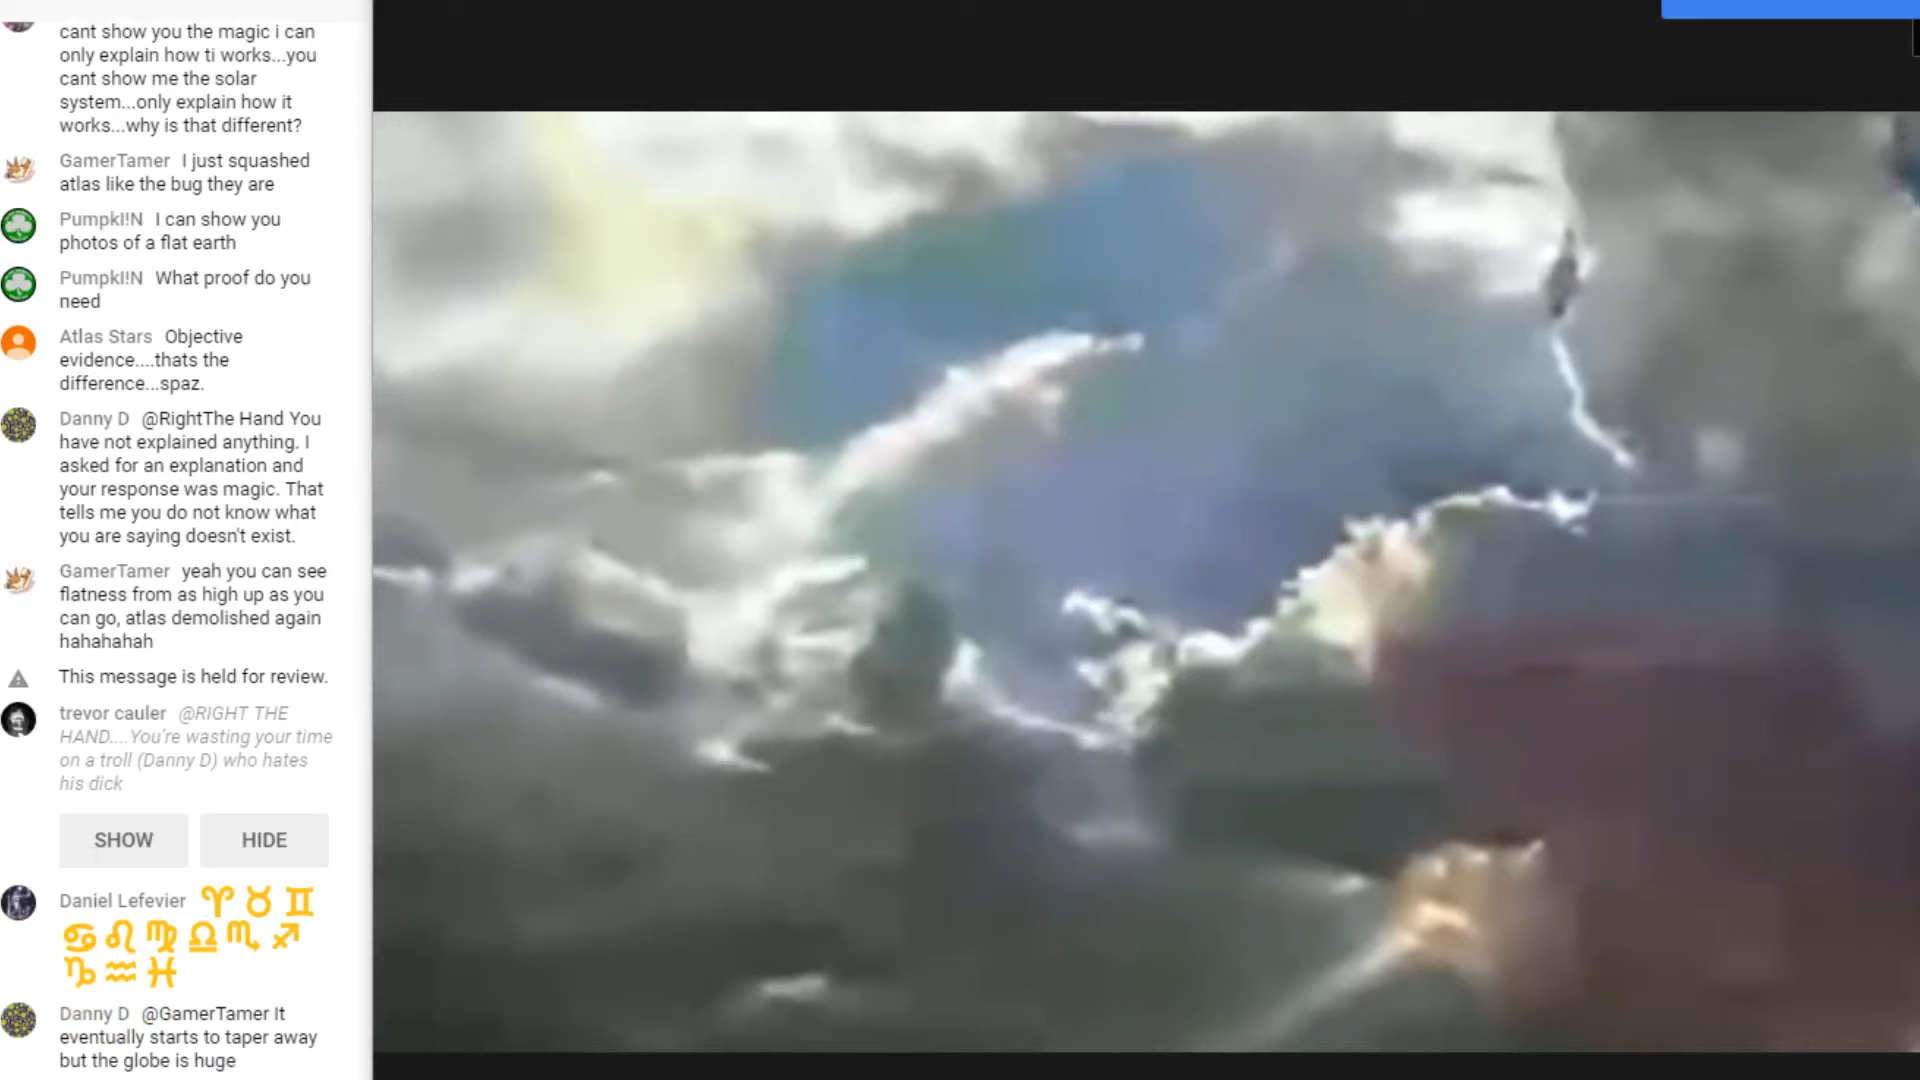 cant show you the magic i can
only explain how ti works...you
cant show me the solar
system...only explain how it
works...why is that different?
GamerTamer I just squashed
atlas like the bug they are
PumpkI!N I can show you
photos of a flat earth
PumpkI!N What proof do you
need
Atlas Stars Objective
evidence....thats the
difference...spaz.
Danny D @RightThe Hand You
have not explained anything. I
asked for an explanation and
your response was magic. That
tells me you do not know what
you are saying doesn't exist.
GamerTamer yeah you can see
flatness from as high up as you
can go, atlas demolished again
hahahahah
This message is held for review.
trevor cauler @RIGHT THE
HAND....You're wasting your time
on a troll (Danny D) who hates
his dick
SHOW HIDE
Daniel Lefevier ♈♉♊
♋♌♍♎♏♐
♑♒♓
Danny D @GamerTamer It
eventually starts to taper away
but the globe is huge